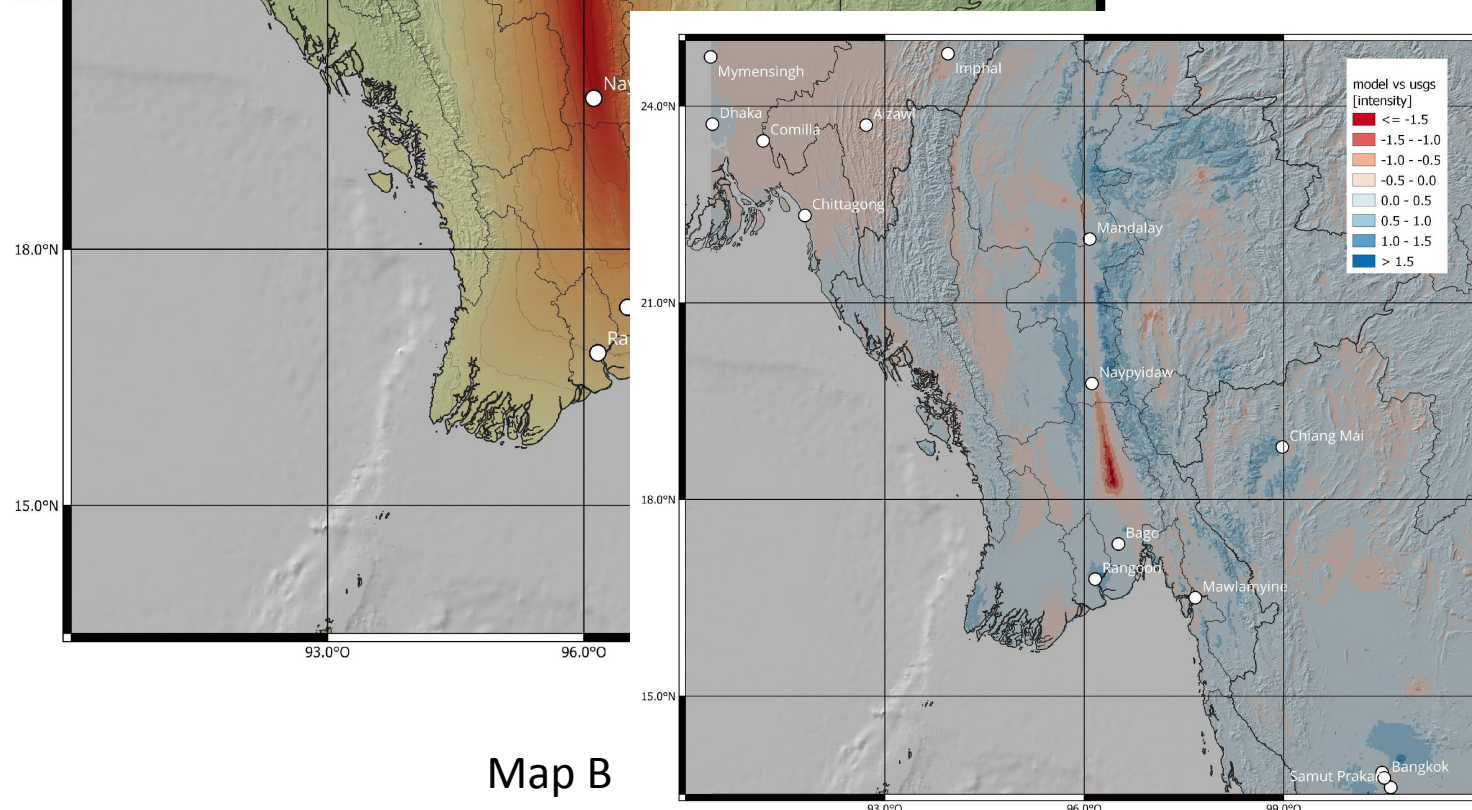 Nay
18.0°N
Ra
15.0°N
93.0°O
96.0°O
Map B
Mymensingh
Imphal
24.0°N
Dhaka
Comilla
Aizawl
Chittagong
Mandalay
21.0°N
Naypyidaw
Chiang Mai
18.0°N
Bago
Rangoon
Mawlamyine
15.0°N
Bangkok
Samut Prakan
93.0°O
96.0°O
99.0°O
model vs usgs
[intensity]
<= -1.5
-1.5 - -1.0
-1.0 - -0.5
-0.5 - 0.0
0.0 - 0.5
0.5 - 1.0
1.0 - 1.5
> 1.5